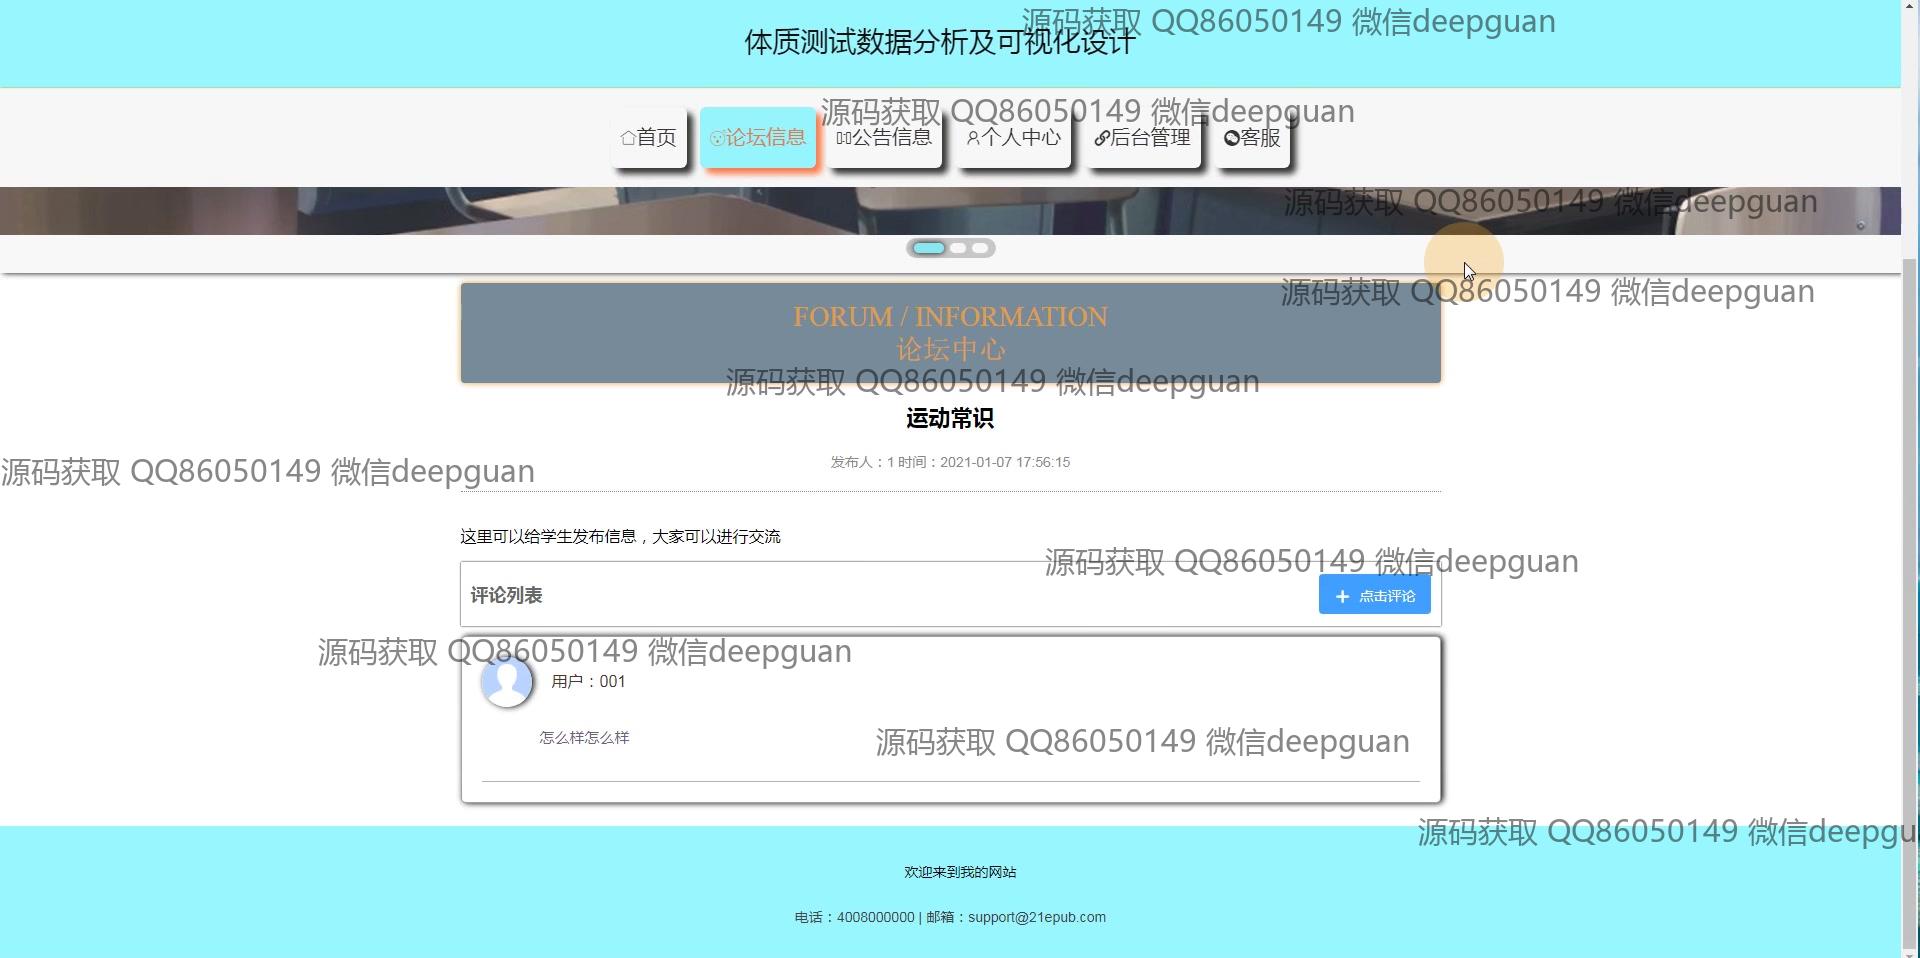 源码获取 QQ86050149 微信deepguan
体质测试数据分析及可视化设计
源码获取 QQ86050149 微信deepguan
首页
论坛信息
公告信息
个人中心
后台管理
客服
源码获取 QQ86050149 微信deepguan
源码获取 QQ86050149 微信deepguan
FORUM / INFORMATION
论坛中心
源码获取 QQ86050149 微信deepguan
运动常识
发布人：1 时间：2021-01-07 17:56:15
源码获取 QQ86050149 微信deepguan
这里可以给学生发布信息，大家可以进行交流
源码获取 QQ86050149 微信deepguan
评论列表
+ 点击评论
源码获取 QQ86050149 微信deepguan
用户：001
怎么样怎么样
源码获取 QQ86050149 微信deepguan
源码获取 QQ86050149 微信deepgu
欢迎来到我的网站
电话：4008000000 | 邮箱：support@21epub.com